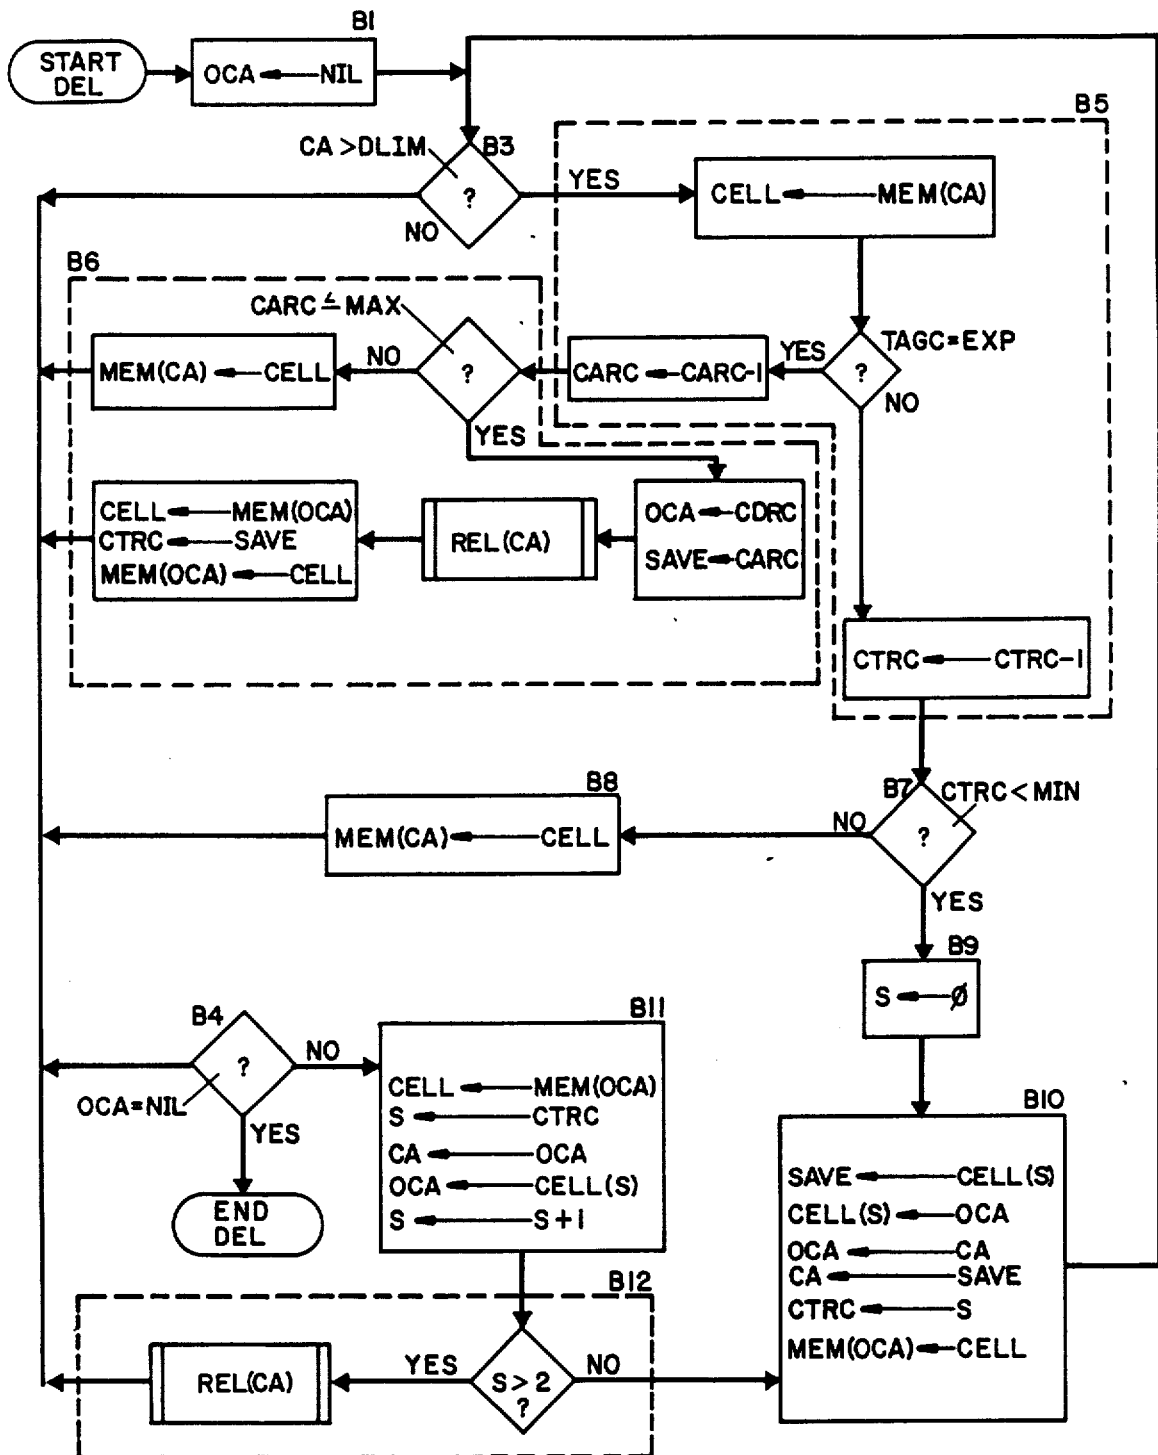 B1
START
DEL
OCA ← NIL
B5
CA > DLIM
B3
?
YES
NO
CELL ← MEM(CA)
B6
CARC ≤ MAX
?
NO
YES
MEM(CA) ← CELL
CARC ← CARC-1
YES
TAGC = EXP
?
NO
CELL ← MEM(OCA)
CTRC ← SAVE
MEM(OCA) ← CELL
REL(CA)
OCA ← CDRC
SAVE ← CARC
CTRC ← CTRC-1
B8
MEM(CA) ← CELL
B7
CTRC < MIN
NO
?
YES
B9
S ← Ø
B4
?
NO
OCA = NIL
YES
END
DEL
B11
CELL ← MEM(OCA)
S ← CTRC
CA ← OCA
OCA ← CELL(S)
S ← S+1
B10
SAVE ← CELL(S)
CELL(S) ← OCA
OCA ← CA
CA ← SAVE
CTRC ← S
MEM(OCA) ← CELL
B12
REL(CA)
YES
S > 2
?
NO